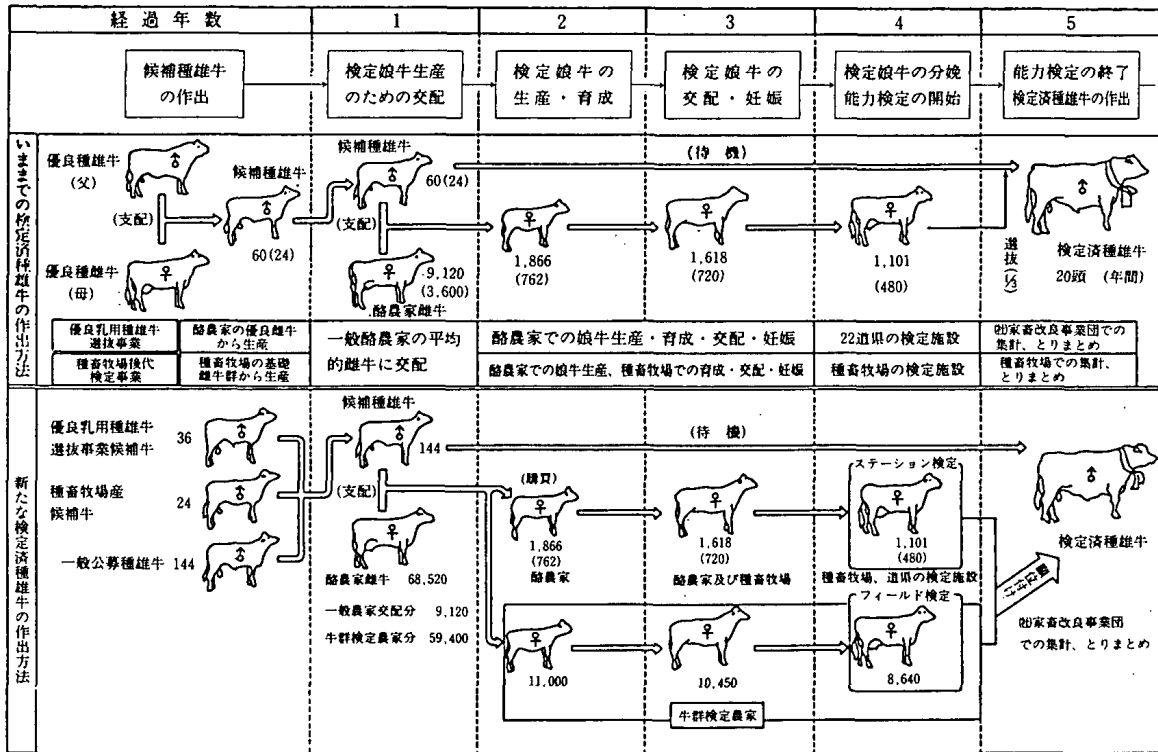 経過年数
1
2
3
4
5
候補種雄牛
の作出
検定娘牛生産
のための交配
検定娘牛の
生産・育成
検定娘牛の
交配・妊娠
検定娘牛の分娩
能力検定の開始
能力検定の終了
検定済種雄牛の作出
いままでの検定済種雄牛の作出方法
優良種雄牛
(父)
♂
(支配)
優良種雌牛
(母)
♀
候補種雄牛
♂
60(24)
候補種雄牛
♂
60(24)
(支配)
♀
9,120
(3,600)
酪農家雌牛
(待機)
♀
1,866
(762)
♀
1,618
(720)
♀
1,101
(480)
選抜(1/3)
♂
検定済種雄牛
20頭 (年間)
優良乳用種雄牛
選抜事業
酪農家の優良雌牛
から生産
種畜牧場後代
検定事業
種畜牧場の基礎
雌牛群から生産
一般酪農家の平均
的雌牛に交配
酪農家での娘牛生産・育成・交配・妊娠
酪農家での娘牛生産、種畜牧場での育成・交配・妊娠
22道県の検定施設
種畜牧場の検定施設
㈳家畜改良事業団での
集計、とりまとめ
種畜牧場での集計、
とりまとめ
新たな検定済種雄牛の作出方法
優良乳用種雄牛
選抜事業候補牛
36
♂
種畜牧場産
候補牛
24
♂
一般公募種雄牛 144
♂
候補種雄牛
♂
144
(支配)
♀
酪農家雌牛 68,520
一般農家交配分 9,120
牛群検定農家分 59,400
(待機)
(購買)
♀
1,866
(762)
酪農家
♀
1,618
(720)
酪農家及び種畜牧場
ステーション検定
♀
1,101
(480)
種畜牧場、道県の検定施設
フィールド検定
♀
11,000
♀
10,450
♀
8,640
牛群検定農家
♂
検定済種雄牛
順位付け
㈳家畜改良事業団
での集計、とりまとめ